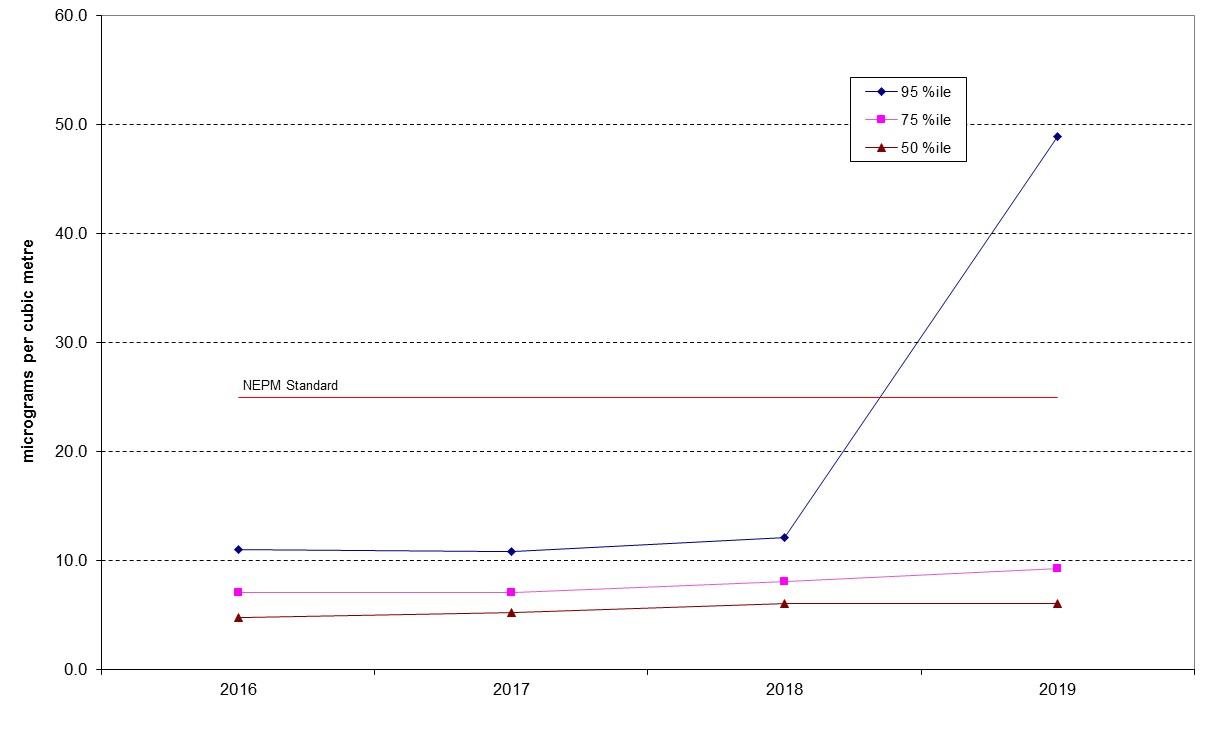 60.0
50.0
40.0
30.0
20.0
10.0
0.0
micrograms per cubic metre
95 %ile
75 %ile
50 %ile
NEPM Standard
2016
2017
2018
2019